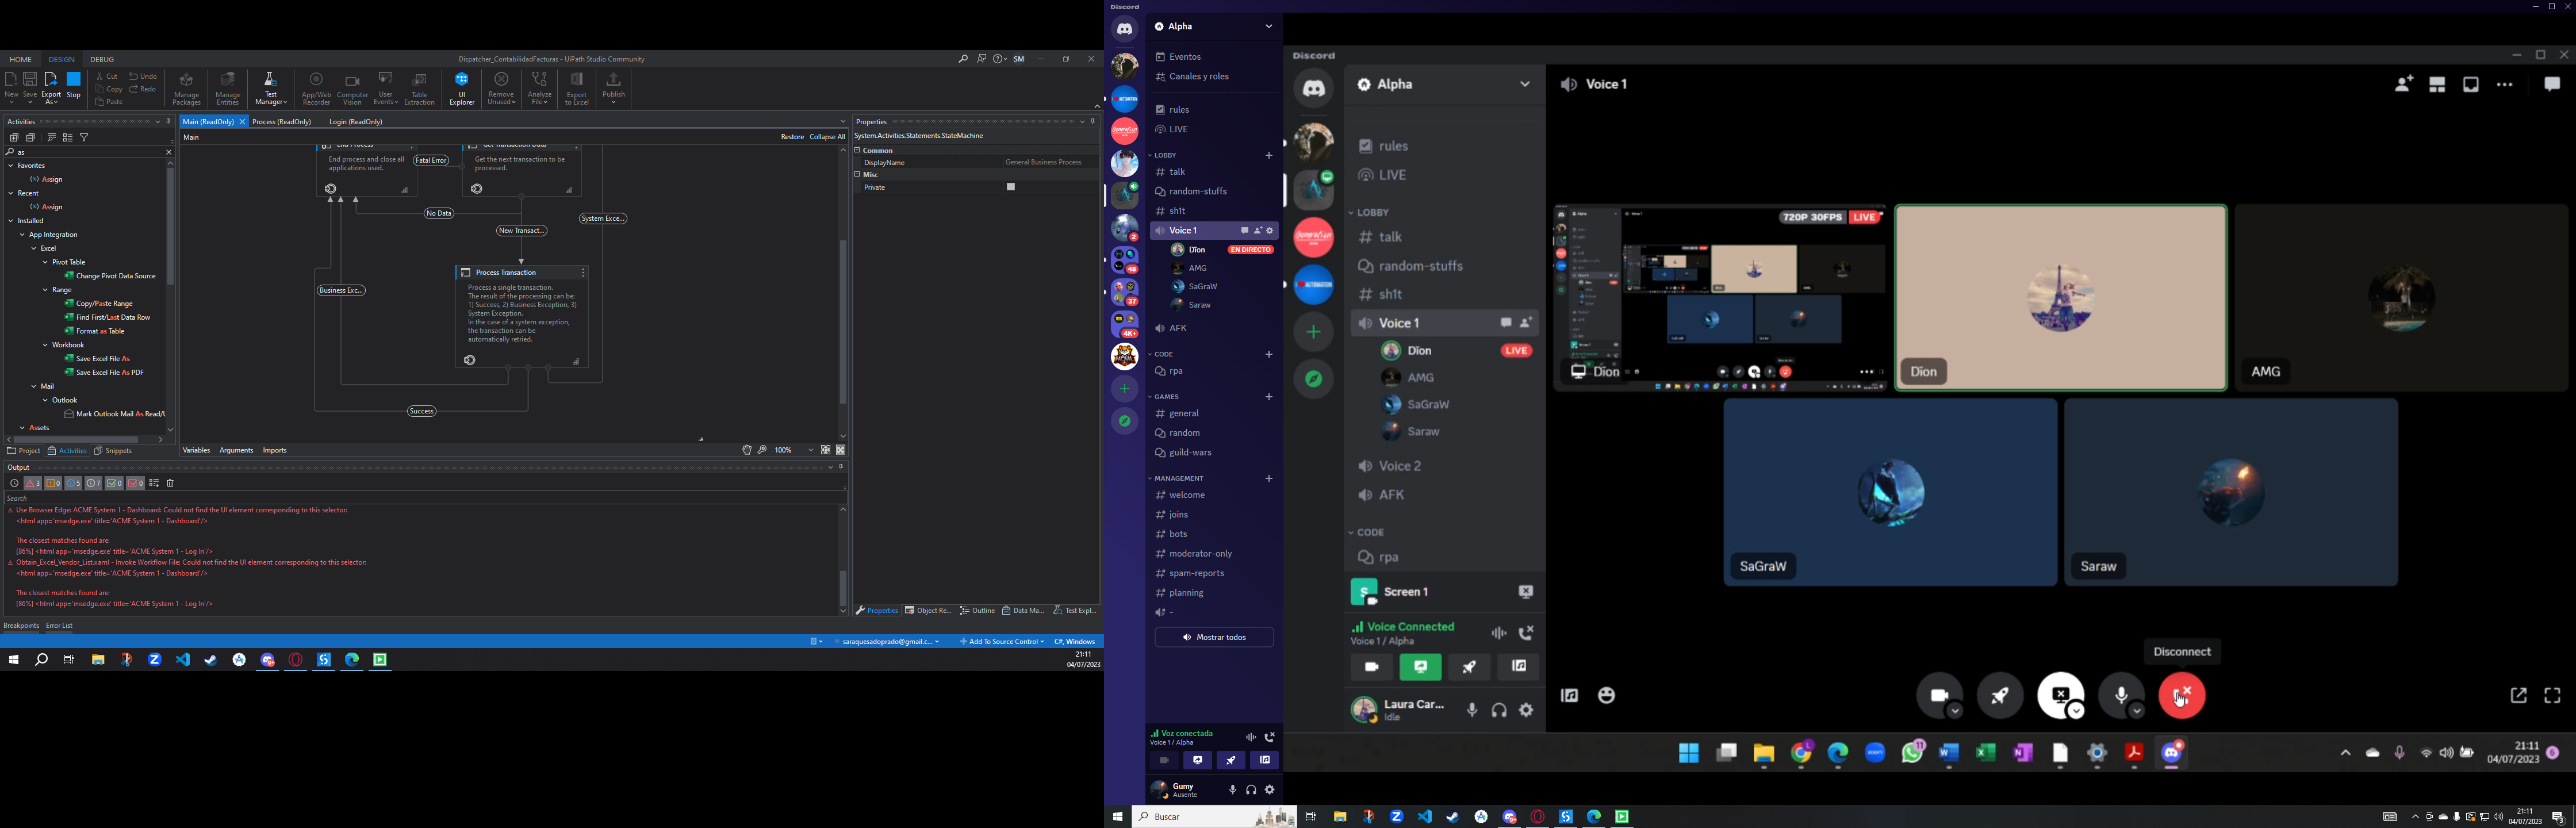 HOME
DESIGN
DEBUG
Dispatcher_ContabilidadFacturas - UiPath Studio Community
SM
New
Save
Export As
Stop
Cut
Copy
Paste
Undo
Redo
Manage Packages
Manage Entities
Test Manager
App/Web Recorder
Computer Vision
User Events
Table Extraction
UI Explorer
Remove Unused
Analyze File
Export to Excel
Publish
Activities
as
Favorites
Assign
Recent
Assign
Installed
App Integration
Excel
Pivot Table
Change Pivot Data Source
Range
Copy/Paste Range
Find First/Last Data Row
Format as Table
Workbook
Save Excel File As
Save Excel File As PDF
Mail
Outlook
Mark Outlook Mail As Read/U
Assets
Project
Activities
Snippets
Main (ReadOnly)
Process (ReadOnly)
Login (ReadOnly)
Main
Restore
Collapse All
End process and close all applications used.
Fatal Error
Get the next transaction to be processed.
No Data
System Exce...
New Transact...
Business Exc...
Process Transaction
Process a single transaction.
The result of the processing can be:
1) Success, 2) Business Exception, 3)
System Exception.
In the case of a system exception,
the transaction can be
automatically retried.
Success
Variables
Arguments
Imports
100%
Properties
System.Activities.Statements.StateMachine
Common
DisplayName
General Business Process
Misc
Private
Output
3
0
5
7
0
0
Search
Use Browser Edge: ACME System 1 - Dashboard: Could not find the UI element corresponding to this selector:
<html app='msedge.exe' title='ACME System 1 - Dashboard'/>
The closest matches found are:
[86%] <html app='msedge.exe' title='ACME System 1 - Log In'/>
Obtain_Excel_Vendor_List.xaml - Invoke Workflow File: Could not find the UI element corresponding to this selector:
<html app='msedge.exe' title='ACME System 1 - Dashboard'/>
The closest matches found are:
[86%] <html app='msedge.exe' title='ACME System 1 - Log In'/>
Properties
Object Re...
Outline
Data Ma...
Test Expl...
Breakpoints
Error List
saraquesadoprado@gmail.c...
Add To Source Control
C#, Windows
21:11
04/07/2023
Discord
Alpha
Eventos
Canales y roles
rules
LIVE
LOBBY
talk
random-stuffs
sh1t
Voice 1
Dïon
EN DIRECTO
AMG
SaGraW
Saraw
AFK
CODE
rpa
GAMES
general
random
guild-wars
MANAGEMENT
welcome
joins
bots
moderator-only
spam-reports
planning
-
Mostrar todos
2
48
37
4K+
Voz conectada
Voice 1 / Alpha
Gumy
Ausente
Discord
Alpha
rules
LIVE
LOBBY
talk
random-stuffs
sh1t
Voice 1
Dïon
LIVE
AMG
SaGraW
Saraw
Voice 2
AFK
CODE
rpa
Screen 1
Voice Connected
Voice 1 / Alpha
Laura Car...
Idle
Voice 1
720P 30FPS
LIVE
Dïon
Dïon
AMG
SaGraW
Saraw
Disconnect
11
21:11
04/07/2023
6
Buscar
21:11
04/07/2023
3